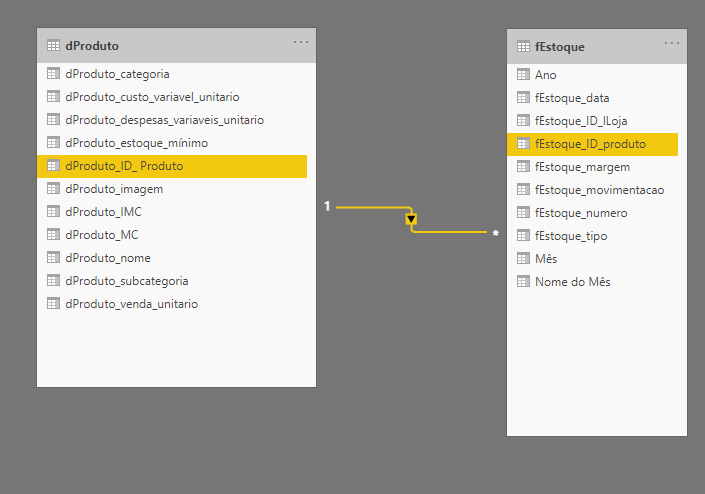 dProduto
dProduto_categoria
dProduto_custo_variavel_unitario
dProduto_despesas_variaveis_unitario
dProduto_estoque_mínimo
dProduto_ID_ Produto
dProduto_imagem
dProduto_IMC
dProduto_MC
dProduto_nome
dProduto_subcategoria
dProduto_venda_unitario
1
*
fEstoque
Ano
fEstoque_data
fEstoque_ID_lLoja
fEstoque_ID_produto
fEstoque_margem
fEstoque_movimentacao
fEstoque_numero
fEstoque_tipo
Mês
Nome do Mês